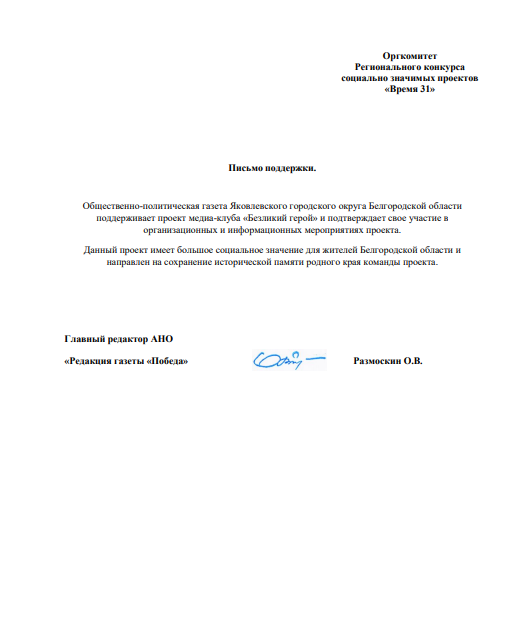 Оргкомитет
Регионального конкурса
социально значимых проектов
«Время 31»
Письмо поддержки.
Общественно-политическая газета Яковлевского городского округа Белгородской области
поддерживает проект медиа-клуба «Безликий герой» и подтверждает свое участие в
организационных и информационных мероприятиях проекта.
Данный проект имеет большое социальное значение для жителей Белгородской области и
направлен на сохранение исторической памяти родного края команды проекта.
Главный редактор АНО
«Редакция газеты «Победа» Размоскин О.В.